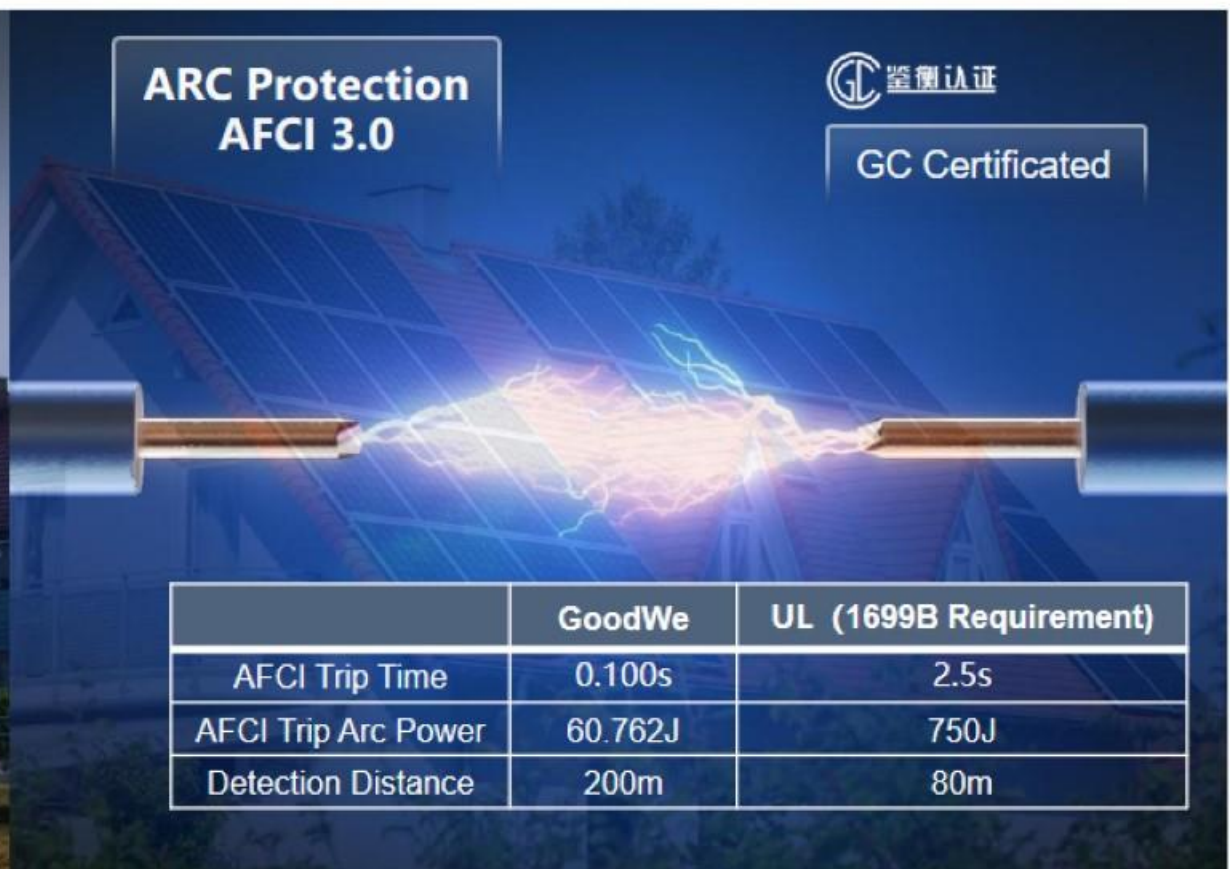 ARC Protection
AFCI 3.0
GC 鉴衡认证
GC Certificated
GoodWe UL (1699B Requirement)
AFCI Trip Time 0.100s 2.5s
AFCI Trip Arc Power 60.762J 750J
Detection Distance 200m 80m